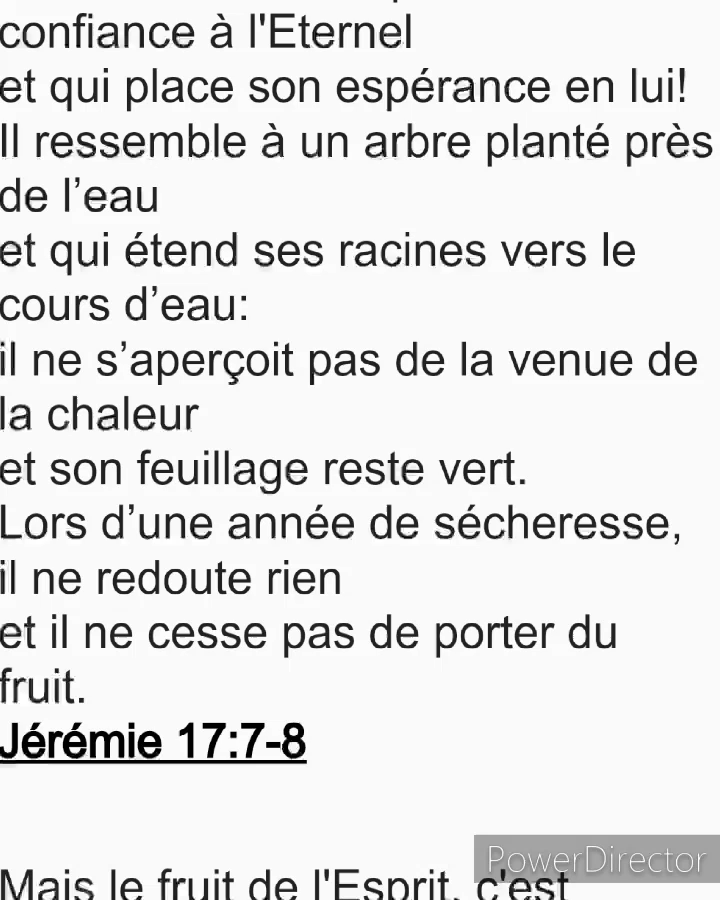 confiance à l'Eternel
et qui place son espérance en lui!
Il ressemble à un arbre planté près
de l’eau
et qui étend ses racines vers le
cours d’eau:
il ne s’aperçoit pas de la venue de
la chaleur
et son feuillage reste vert.
Lors d’une année de sécheresse,
il ne redoute rien
et il ne cesse pas de porter du
fruit.
Jérémie 17:7-8
PowerDirector
Mais le fruit de l'Esprit, c'est